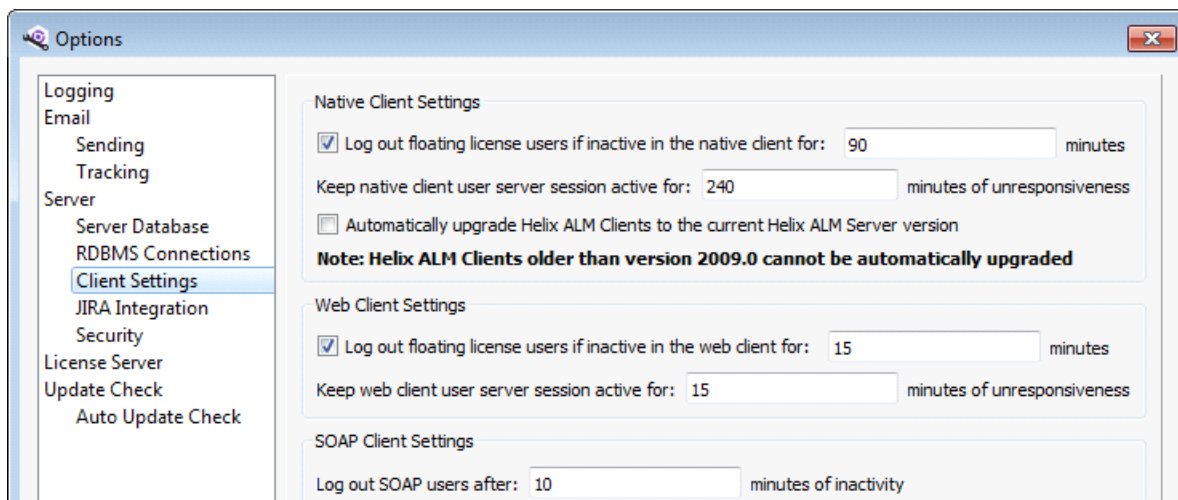 Options
Logging
Email
Sending
Tracking
Server
Server Database
RDBMS Connections
Client Settings
JIRA Integration
Security
License Server
Update Check
Auto Update Check
Native Client Settings
Log out floating license users if inactive in the native client for: 90 minutes
Keep native client user server session active for: 240 minutes of unresponsiveness
Automatically upgrade Helix ALM Clients to the current Helix ALM Server version
Note: Helix ALM Clients older than version 2009.0 cannot be automatically upgraded
Web Client Settings
Log out floating license users if inactive in the web client for: 15 minutes
Keep web client user server session active for: 15 minutes of unresponsiveness
SOAP Client Settings
Log out SOAP users after: 10 minutes of inactivity